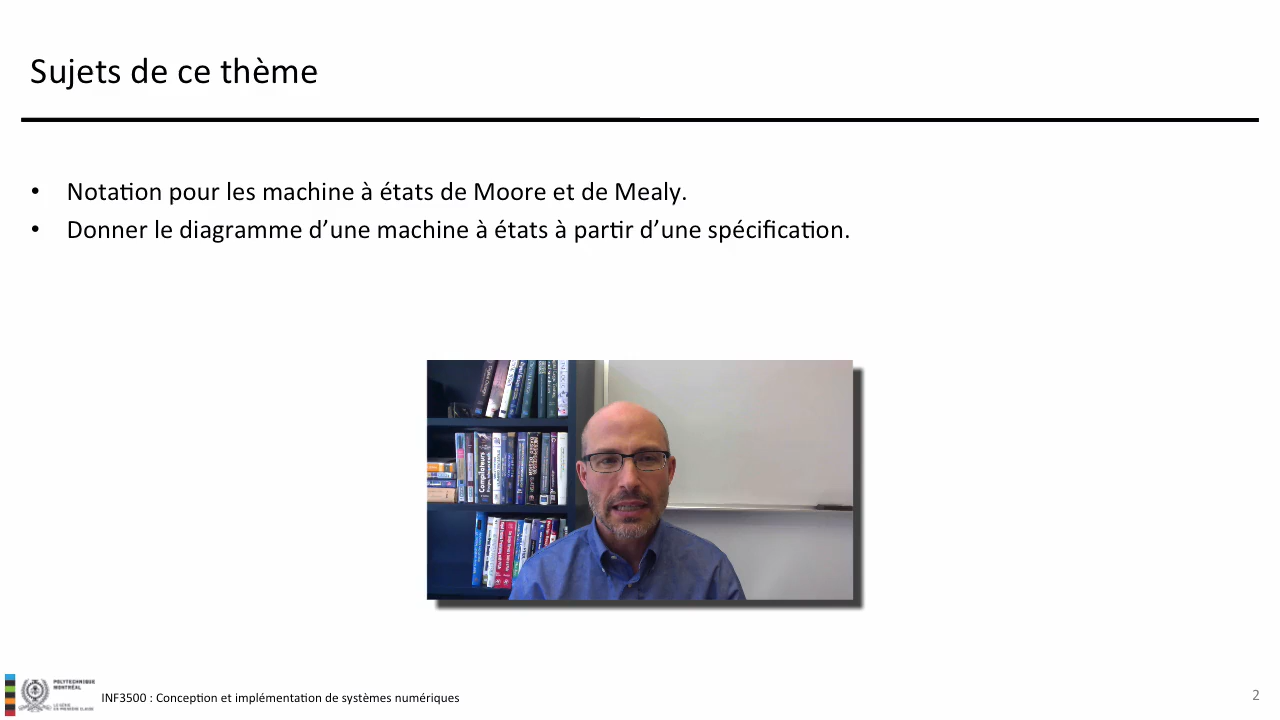 Sujets de ce thème
• Notation pour les machine à états de Moore et de Mealy.
• Donner le diagramme d’une machine à états à partir d’une spécification.
Compilateurs
POLYTECHNIQUE
MONTRÉAL
INF3500 : Conception et implémentation de systèmes numériques
2